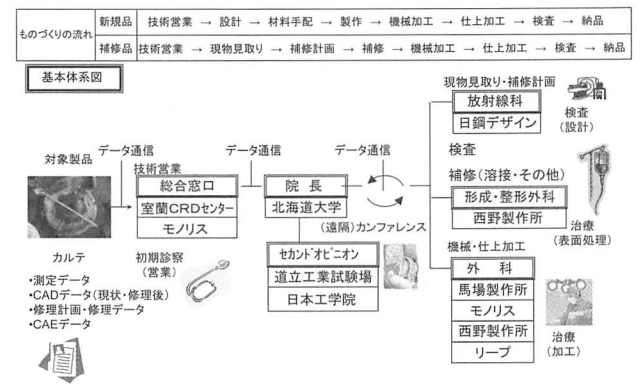 ものづくりの流れ
新規品 技術営業 → 設計 → 材料手配 → 製作 → 機械加工 → 仕上加工 → 検査 → 納品
補修品 技術営業 → 現物見取り → 補修計画 → 補修 → 機械加工 → 仕上加工 → 検査 → 納品
基本体系図
対象製品
データ通信
技術営業
総合窓口
室蘭CRDセンター
モノリス
初期診察
(営業)
カルテ
・測定データ
・CADデータ(現状・修理後)
・修理計画・修理データ
・CAEデータ
データ通信
院長
北海道大学
(遠隔)カンファレンス
セカンドオピニオン
道立工業試験場
日本工学院
データ通信
現物見取り・補修計画
放射線科
日鋼デザイン
検査
(設計)
検査
補修(溶接・その他)
形成・整形外科
西野製作所
治療
(表面処理)
機械・仕上加工
外科
馬場製作所
モノリス
西野製作所
リーブ
治療
(加工)